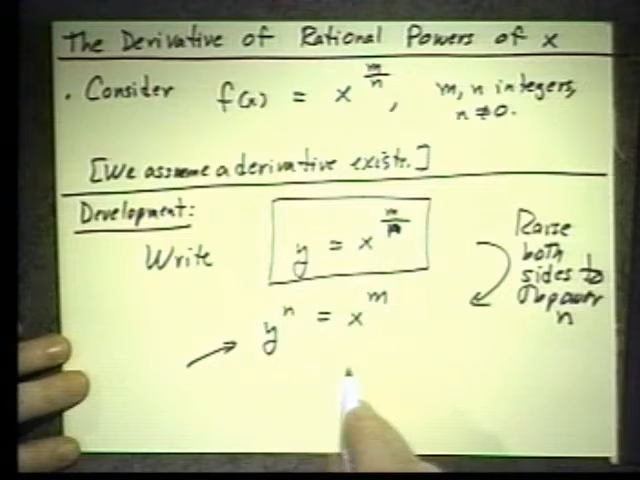 The Derivative of Rational Powers of x
. Consider f(x) = x^{m/n}, m, n integers,
n ≠ 0.
[We assume a derivative exists.]
Development:
Write y = x^{m/n}
Raise
both
sides to
power
n
y^n = x^m